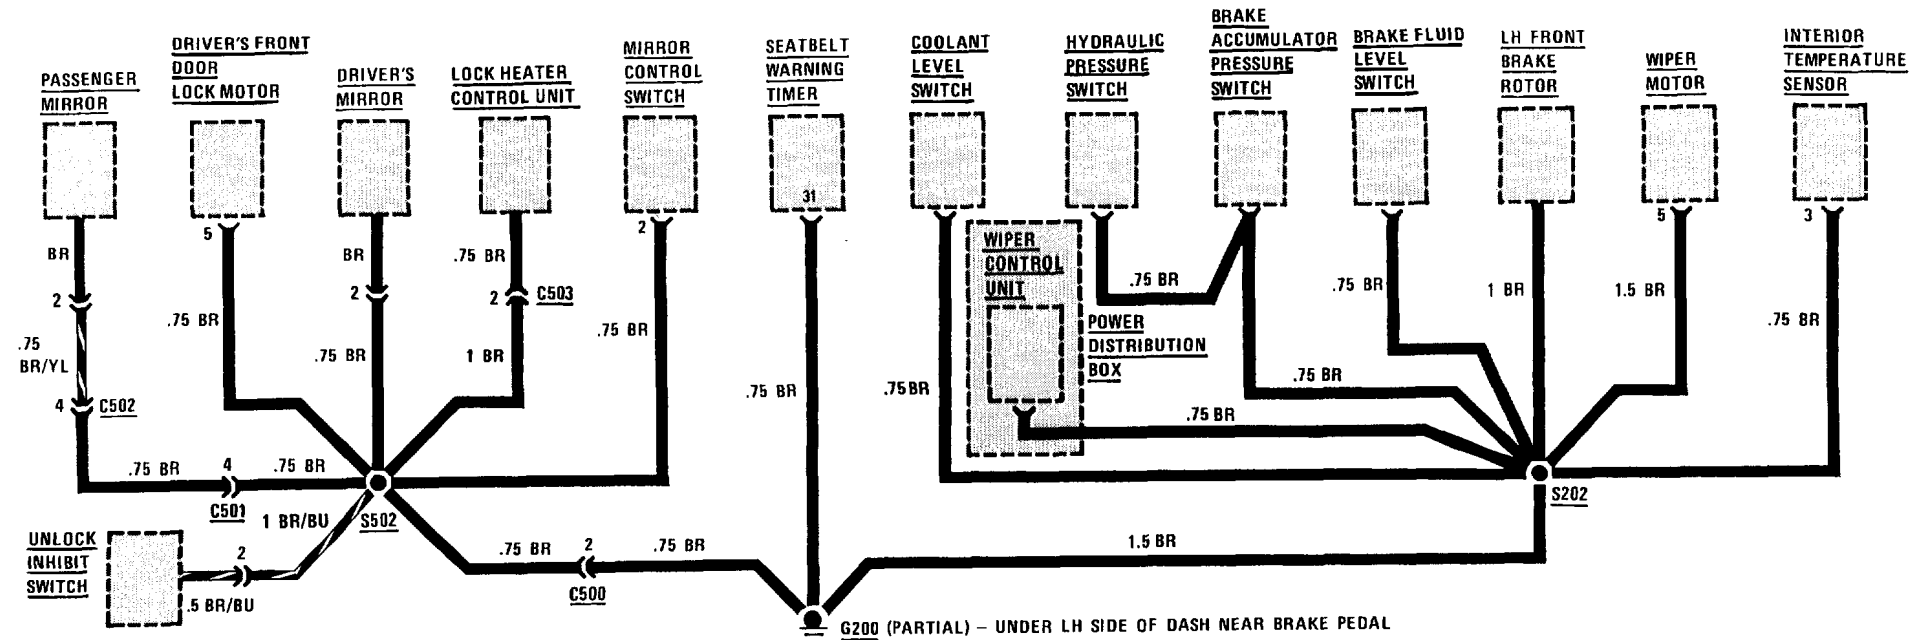 PASSENGER
MIRROR
DRIVER'S FRONT
DOOR
LOCK MOTOR
DRIVER'S
MIRROR
LOCK HEATER
CONTROL UNIT
MIRROR
CONTROL
SWITCH
SEATBELT
WARNING
TIMER
COOLANT
LEVEL
SWITCH
HYDRAULIC
PRESSURE
SWITCH
BRAKE
ACCUMULATOR
PRESSURE
SWITCH
BRAKE FLUID
LEVEL
SWITCH
LH FRONT
BRAKE
ROTOR
WIPER
MOTOR
INTERIOR
TEMPERATURE
SENSOR
31
5
2
5
3
BR
BR
.75 BR
WIPER
CONTROL
UNIT
.75 BR
.75 BR
1 BR
1.5 BR
2
2
2
C503
.75 BR
.75 BR
.75 BR
POWER
DISTRIBUTION
BOX
.75
BR/YL
.75 BR
1 BR
.75 BR
.75 BR
.75 BR
4
C502
.75 BR
.75 BR
4
.75 BR
C501
1 BR/BU
S502
S202
UNLOCK
INHIBIT
SWITCH
2
.5 BR/BU
.75 BR
2
.75 BR
C500
1.5 BR
G200 (PARTIAL) – UNDER LH SIDE OF DASH NEAR BRAKE PEDAL